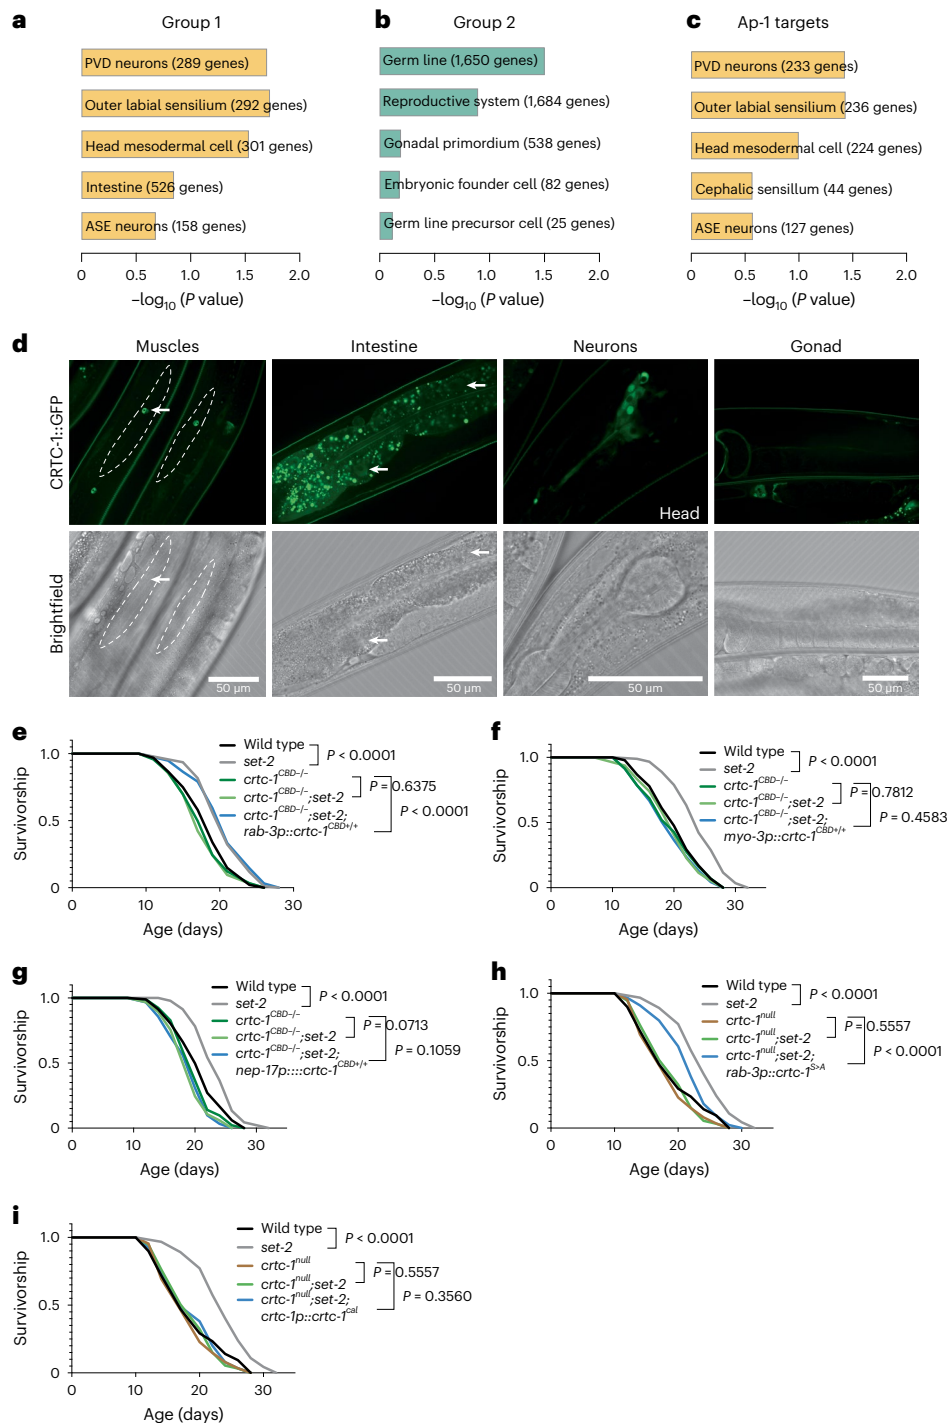 a
Group 1
PVD neurons (289 genes)
Outer labial sensilium (292 genes)
Head mesodermal cell (301 genes)
Intestine (526 genes)
ASE neurons (158 genes)
0 0.5 1.0 1.5 2.0
–log10 (P value)
b
Group 2
Germ line (1,650 genes)
Reproductive system (1,684 genes)
Gonadal primordium (538 genes)
Embryonic founder cell (82 genes)
Germ line precursor cell (25 genes)
0 0.5 1.0 1.5 2.0
–log10 (P value)
c
Ap-1 targets
PVD neurons (233 genes)
Outer labial sensilium (236 genes)
Head mesodermal cell (224 genes)
Cephalic sensillum (44 genes)
ASE neurons (127 genes)
0 0.5 1.0 1.5 2.0
–log10 (P value)
d
Muscles Intestine Neurons Gonad
CRTC-1::GFP
Head
Brightfield
50 µm 50 µm 50 µm 50 µm
e
Survivorship
1.0
0.5
0
0 10 20 30
Age (days)
Wild type
set-2
P < 0.0001
crtc-1CBD–/–
crtc-1CBD–/–;set-2
P = 0.6375
crtc-1CBD–/–;set-2;
rab-3p::crtc-1CBD+/+
P < 0.0001
f
Survivorship
1.0
0.5
0
0 10 20 30
Age (days)
Wild type
set-2
P < 0.0001
crtc-1CBD–/–
crtc-1CBD–/–;set-2
P = 0.7812
crtc-1CBD–/–;set-2;
myo-3p::crtc-1CBD+/+
P = 0.4583
g
Survivorship
1.0
0.5
0
0 10 20 30
Age (days)
Wild type
set-2
P < 0.0001
crtc-1CBD–/–
crtc-1CBD–/–;set-2
P = 0.0713
crtc-1CBD–/–;set-2;
nep-17p::::crtc-1CBD+/+
P = 0.1059
h
Survivorship
1.0
0.5
0
0 10 20 30
Age (days)
Wild type
set-2
P < 0.0001
crtc-1null
crtc-1null;set-2
P = 0.5557
crtc-1null;set-2;
rab-3p::crtc-1S>A
P < 0.0001
i
Survivorship
1.0
0.5
0
0 10 20 30
Age (days)
Wild type
set-2
P < 0.0001
crtc-1null
crtc-1null;set-2
P = 0.5557
crtc-1null;set-2;
crtc-1p::crtc-1cal
P = 0.3560